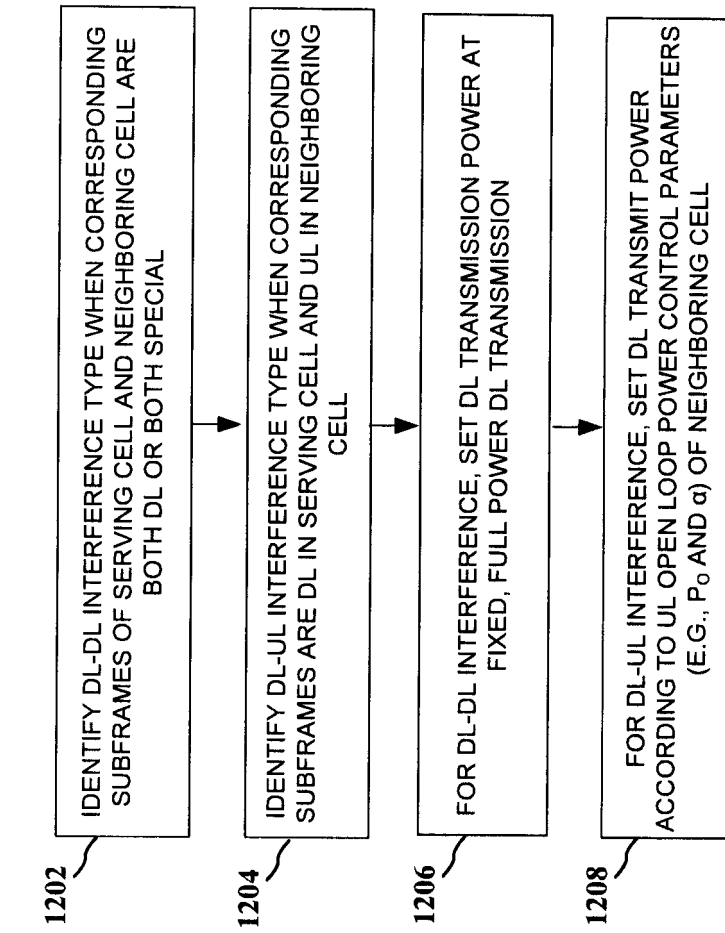 1202
IDENTIFY DL-DL INTERFERENCE TYPE WHEN CORRESPONDING
SUBFRAMES OF SERVING CELL AND NEIGHBORING CELL ARE
BOTH DL OR BOTH SPECIAL
1204
IDENTIFY DL-UL INTERFERENCE TYPE WHEN CORRESPONDING
SUBFRAMES ARE DL IN SERVING CELL AND UL IN NEIGHBORING
CELL
1206
FOR DL-DL INTERFERENCE, SET DL TRANSMISSION POWER AT
FIXED, FULL POWER DL TRANSMISSION
1208
FOR DL-UL INTERFERENCE, SET DL TRANSMIT POWER
ACCORDING TO UL OPEN LOOP POWER CONTROL PARAMETERS
(E.G., P₀ AND α) OF NEIGHBORING CELL